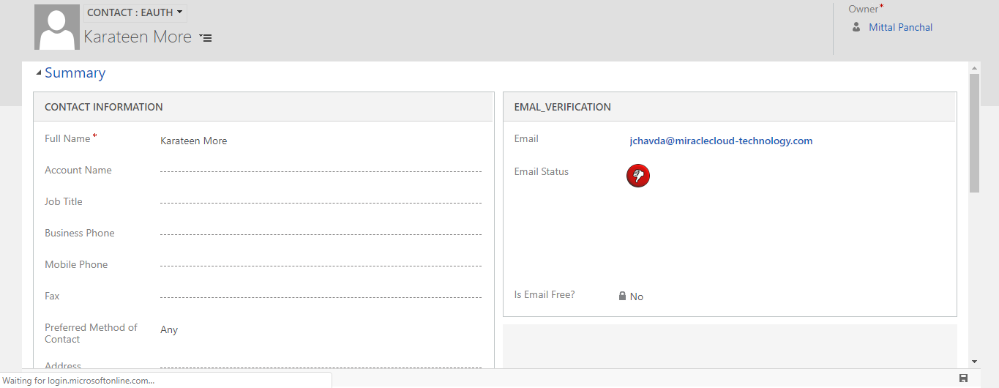 CONTACT : EAUTH
Karateen More
Owner*
Mittal Panchal
Summary
CONTACT INFORMATION
Full Name*
Karateen More
Account Name
Job Title
Business Phone
Mobile Phone
Fax
Preferred Method of
Contact
Any
Address
EMAL_VERIFICATION
Email
jchavda@miraclecloud-technology.com
Email Status
Is Email Free?
No
Waiting for login.microsoftonline.com...